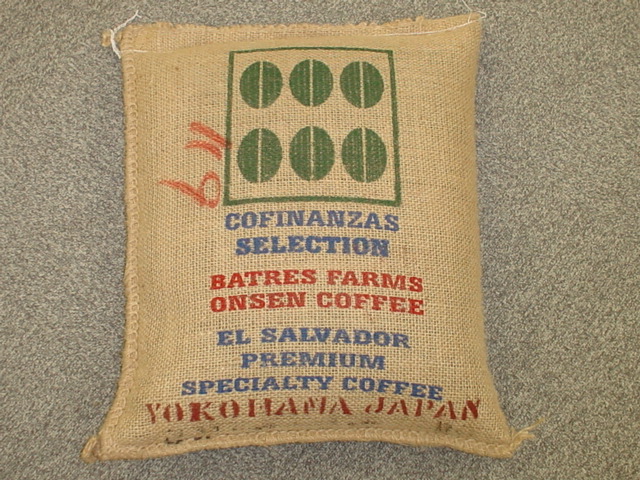 COFINANZAS
SELECTION
BATRES FARMS
ONSEN COFFEE
EL SALVADOR
PREMIUM
SPECIALTY COFFEE
YOKOHAMA JAPAN